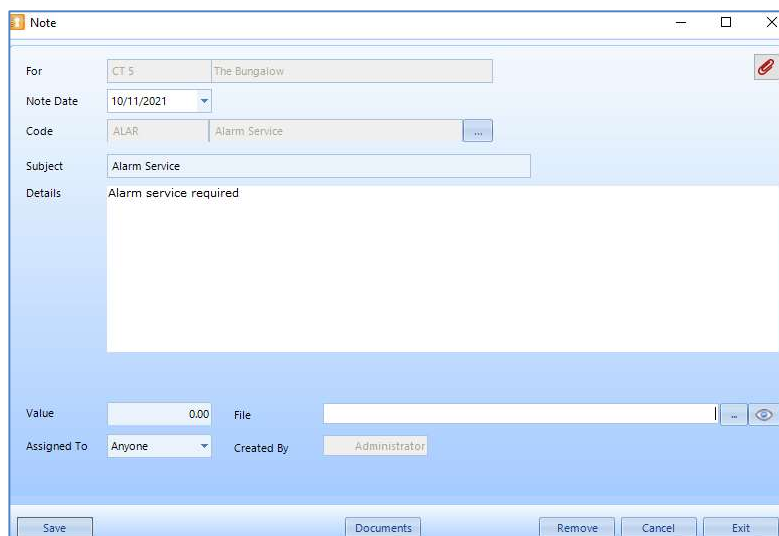 Note
For CT 5 The Bungalow
Note Date 10/11/2021
Code ALAR Alarm Service ...
Subject Alarm Service
Details Alarm service required
Value 0.00 File ...
Assigned To Anyone Created By Administrator
Save Documents Remove Cancel Exit